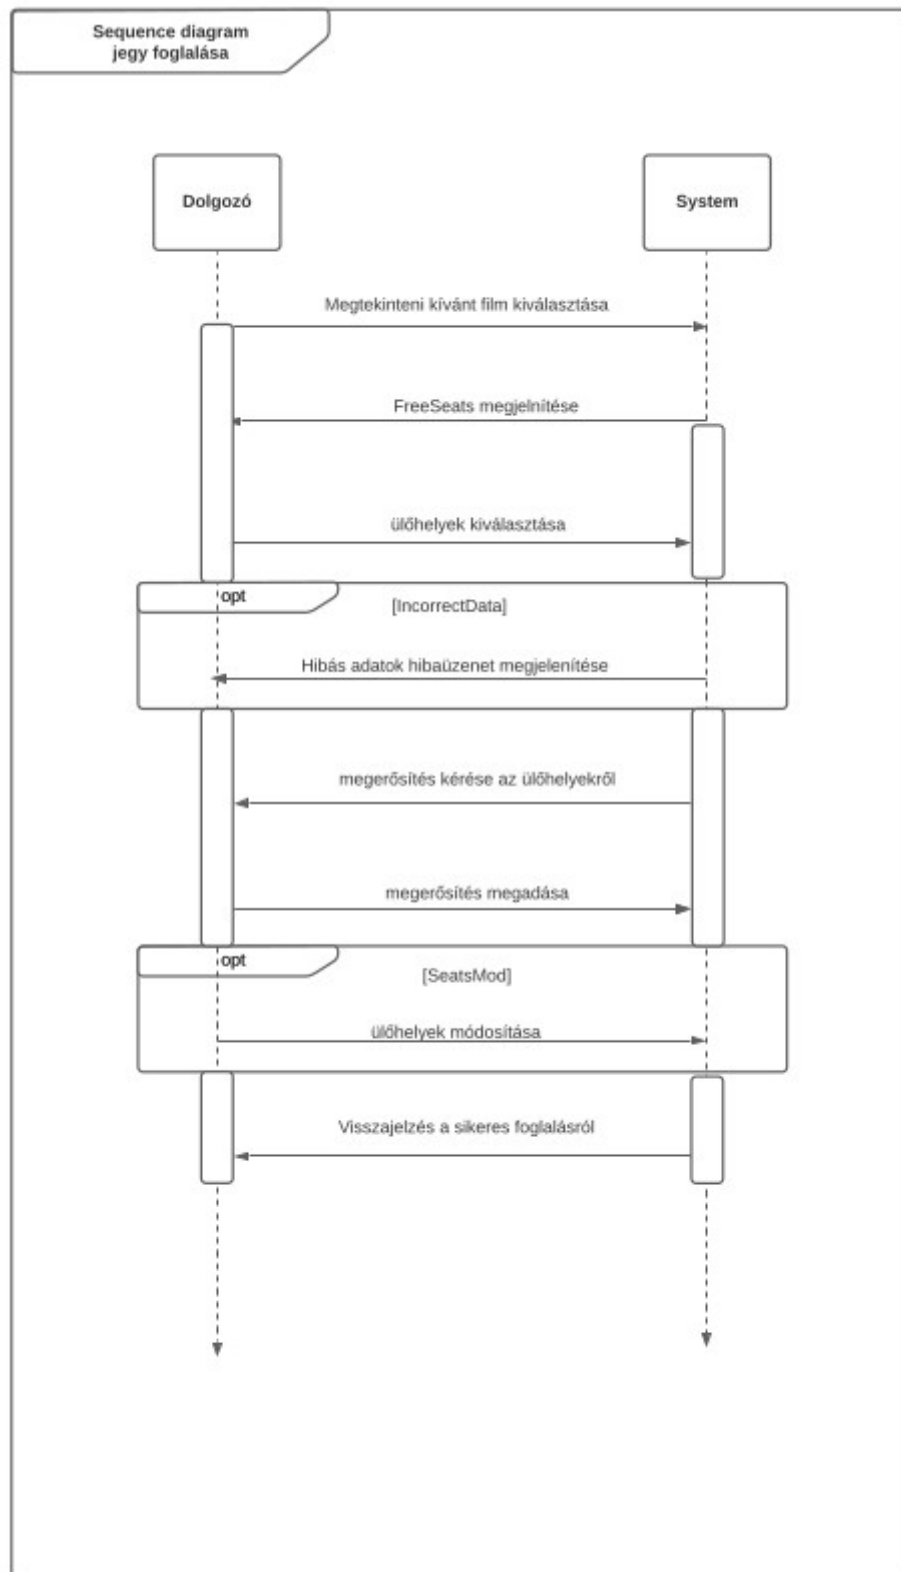 Sequence diagram
jegy foglalása
Dolgozó
System
Megtekinteni kívánt film kiválasztása
FreeSeats megjelnítése
ülőhelyek kiválasztása
opt
[IncorrectData]
Hibás adatok hibaüzenet megjelenítése
megerősítés kérése az ülőhelyekről
megerősítés megadása
opt
[SeatsMod]
ülőhelyek módosítása
Visszajelzés a sikeres foglalásról